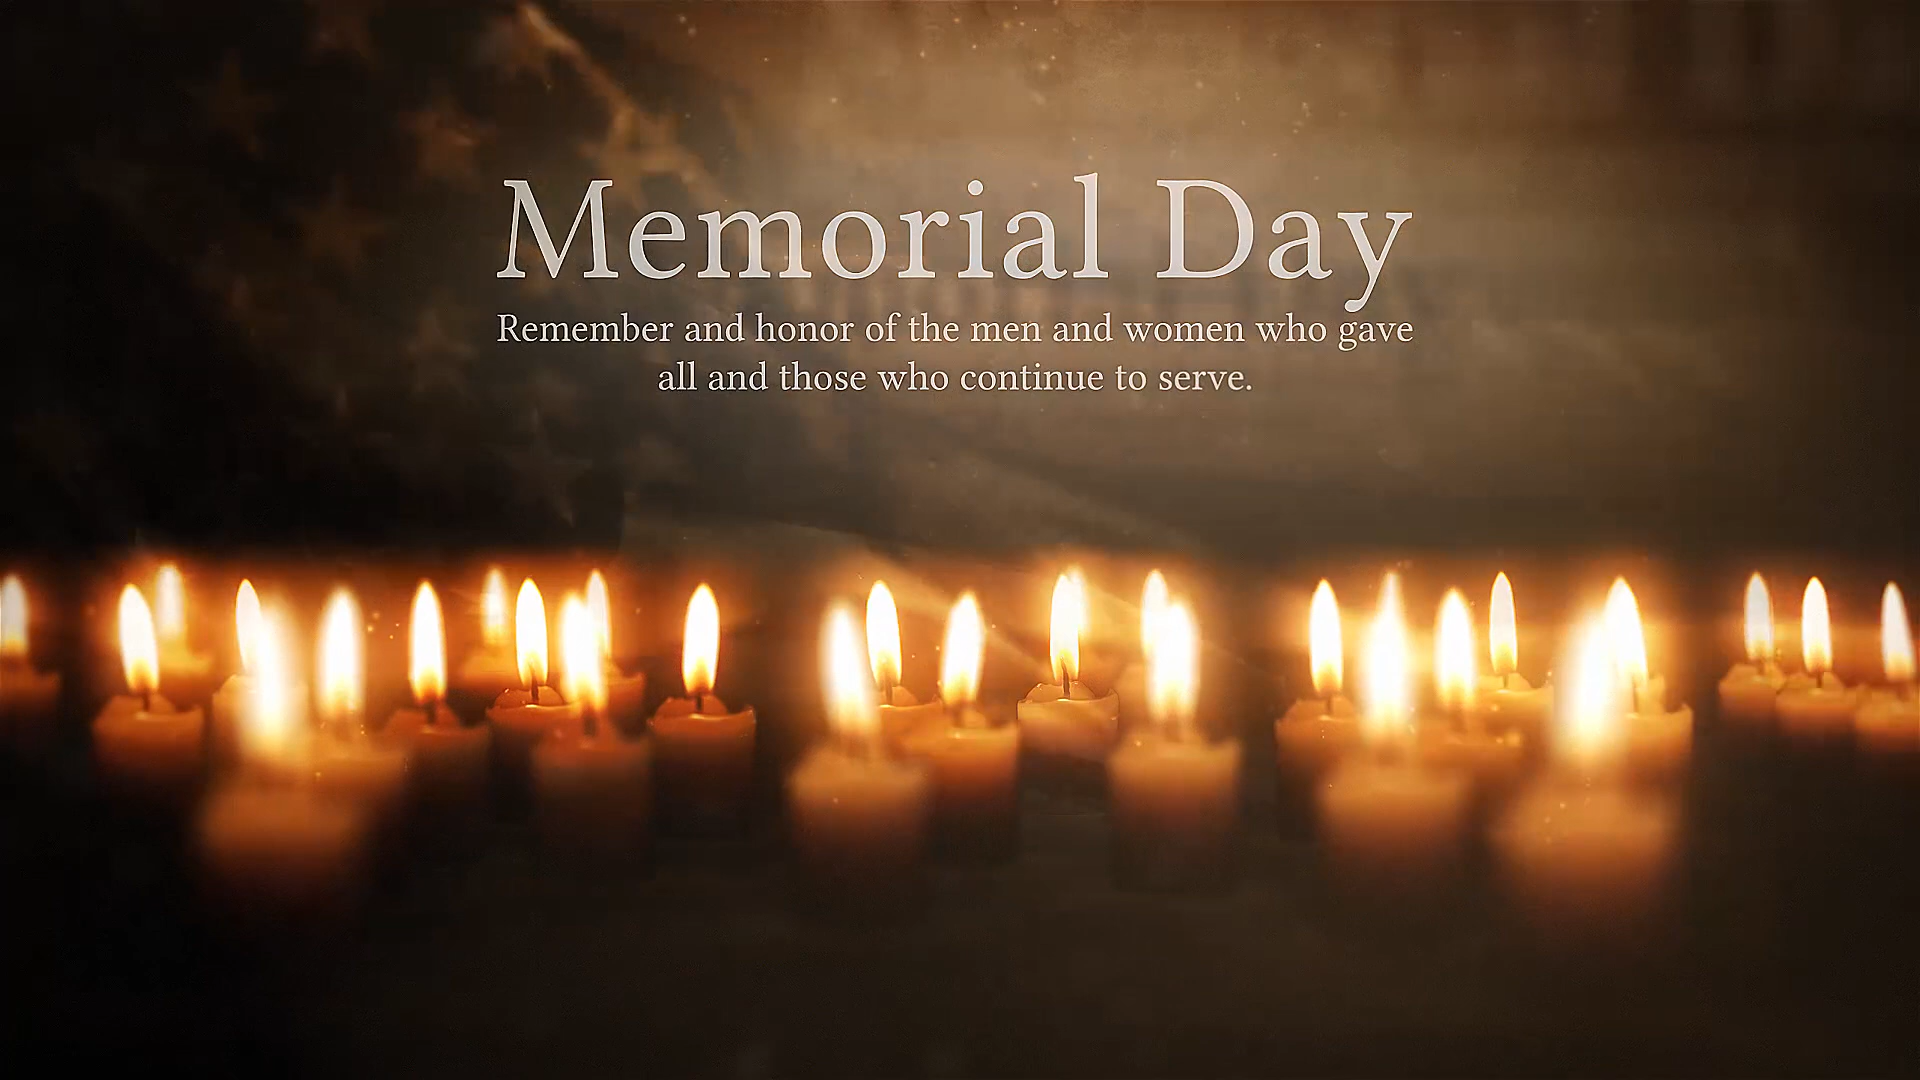 Memorial Day
Remember and honor of the men and women who gave
all and those who continue to serve.